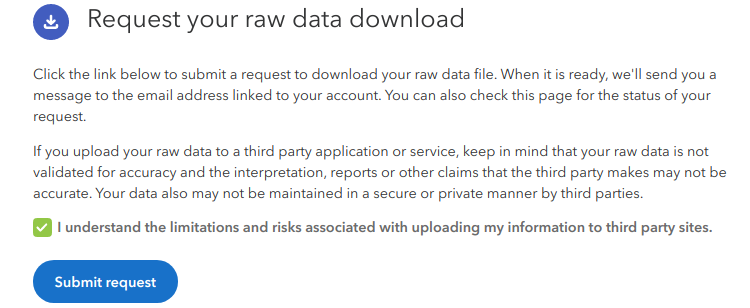 Request your raw data download
Click the link below to submit a request to download your raw data file. When it is ready, we'll send you a
message to the email address linked to your account. You can also check this page for the status of your
request.
If you upload your raw data to a third party application or service, keep in mind that your raw data is not
validated for accuracy and the interpretation, reports or other claims that the third party makes may not be
accurate. Your data also may not be maintained in a secure or private manner by third parties.
I understand the limitations and risks associated with uploading my information to third party sites.
Submit request